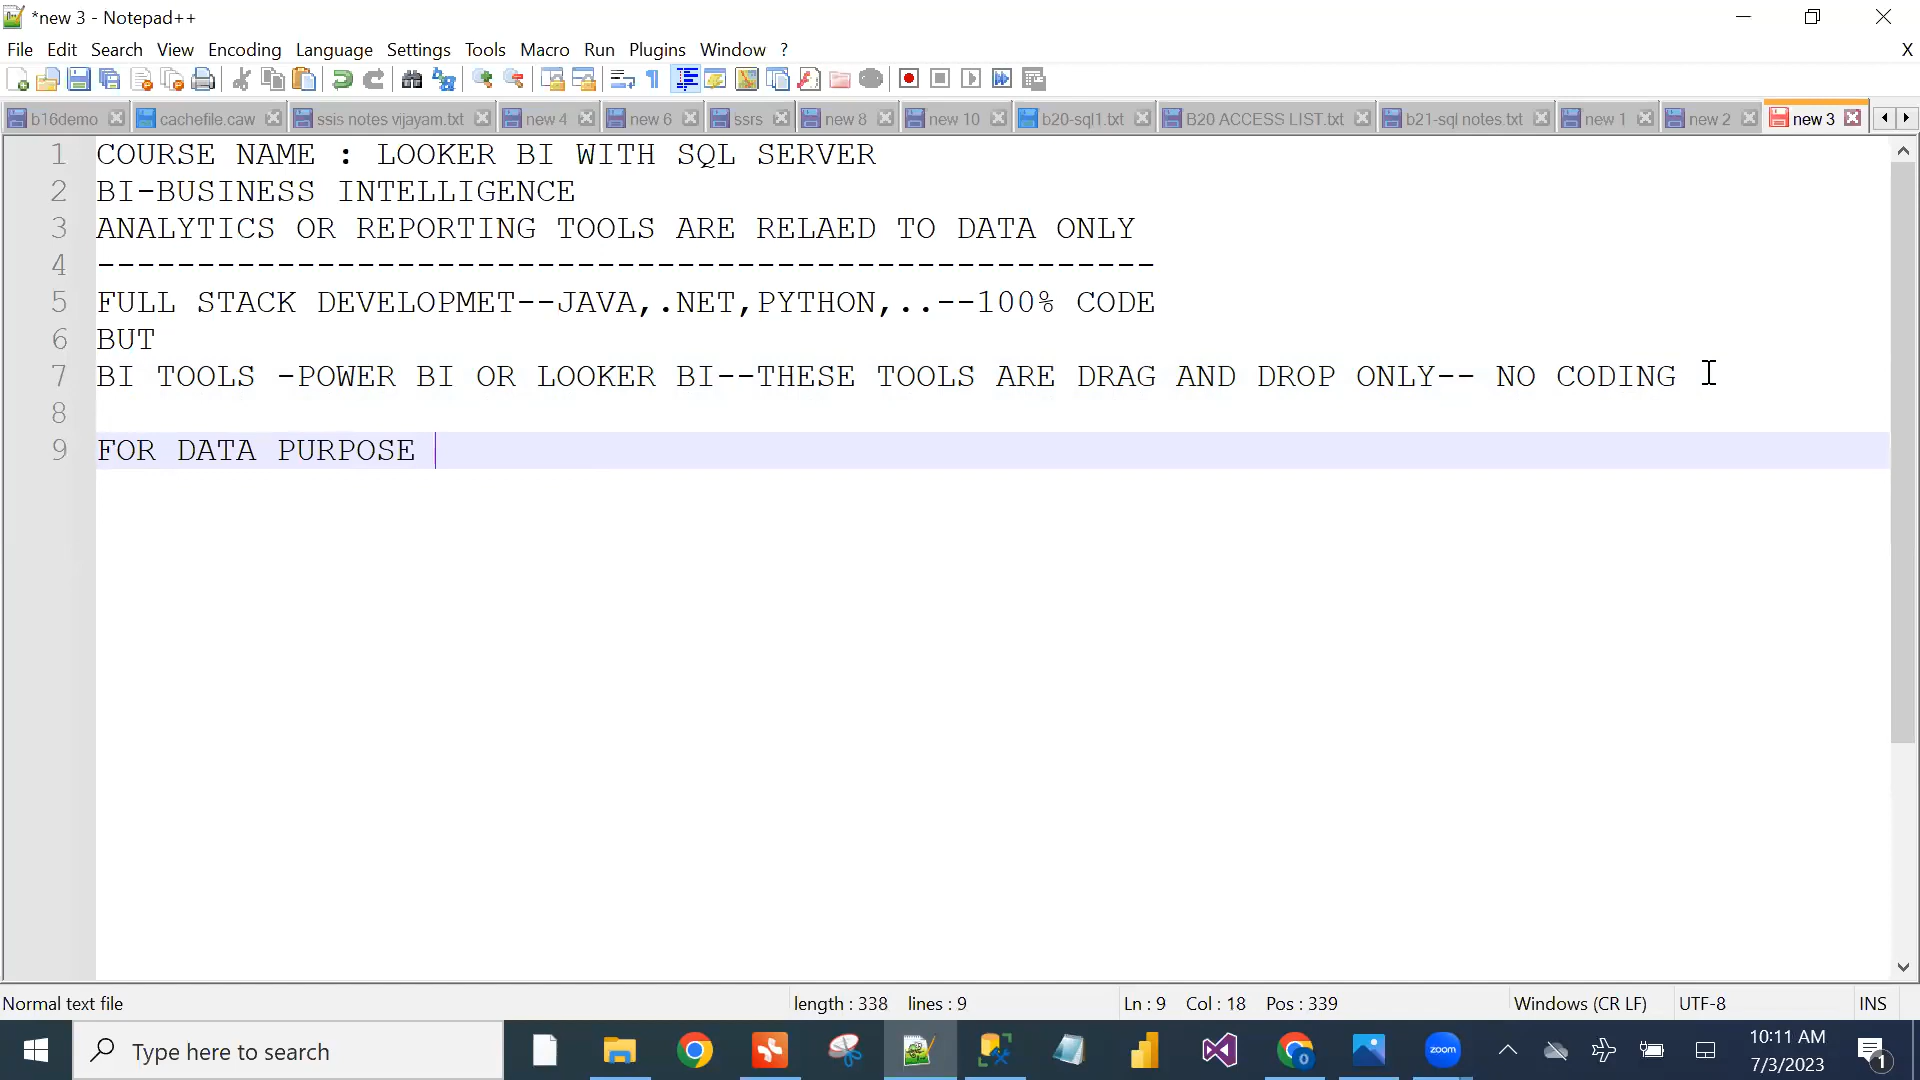 *new 3 - Notepad++
File Edit Search View Encoding Language Settings Tools Macro Run Plugins Window ? X
b16demo cachefile.caw ssis notes vijayam.txt new 4 new 6 ssrs new 8 new 10 b20-sql1.txt B20 ACCESS LIST.txt b21-sql notes.txt new 1 new 2 new 3
1 COURSE NAME : LOOKER BI WITH SQL SERVER
2 BI-BUSINESS INTELLIGENCE
3 ANALYTICS OR REPORTING TOOLS ARE RELAED TO DATA ONLY
4 -----------------------------------------------------
5 FULL STACK DEVELOPMET--JAVA,.NET,PYTHON,..--100% CODE
6 BUT
7 BI TOOLS -POWER BI OR LOOKER BI--THESE TOOLS ARE DRAG AND DROP ONLY-- NO CODING
8
9 FOR DATA PURPOSE
Normal text file length : 338 lines : 9 Ln : 9 Col : 18 Pos : 339 Windows (CR LF) UTF-8 INS
Type here to search zoom 10:11 AM
7/3/2023 1